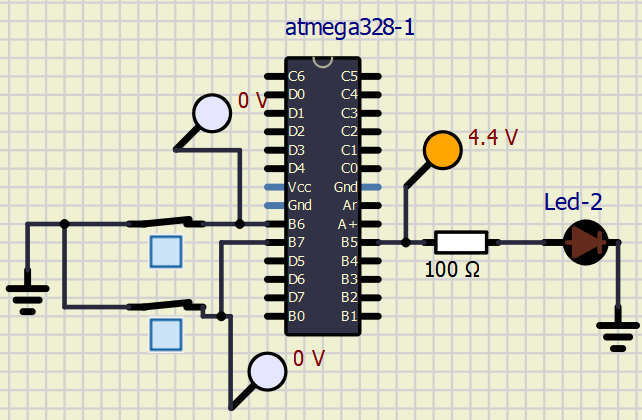 atmega328-1
C6 C5
0 V D0 C4
D1 C3
D2 C2
4.4 V
D3 C1
D4 C0
Vcc Gnd
Gnd Ar
Led-2
B6 A+
B7 B5
D5 B4
100 Ω
D6 B3
D7 B2
B0 B1
0 V